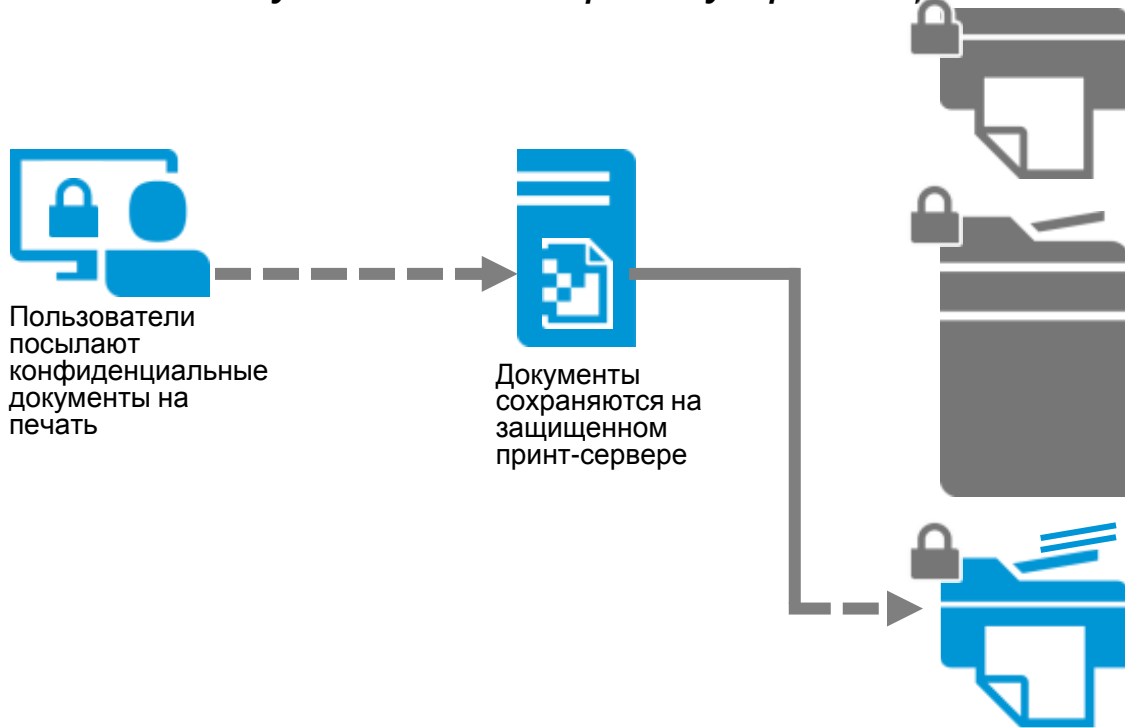 Пользователи
посылают
конфиденциальные
документы на
печать
Документы
сохраняются на
защищенном
принт-сервере